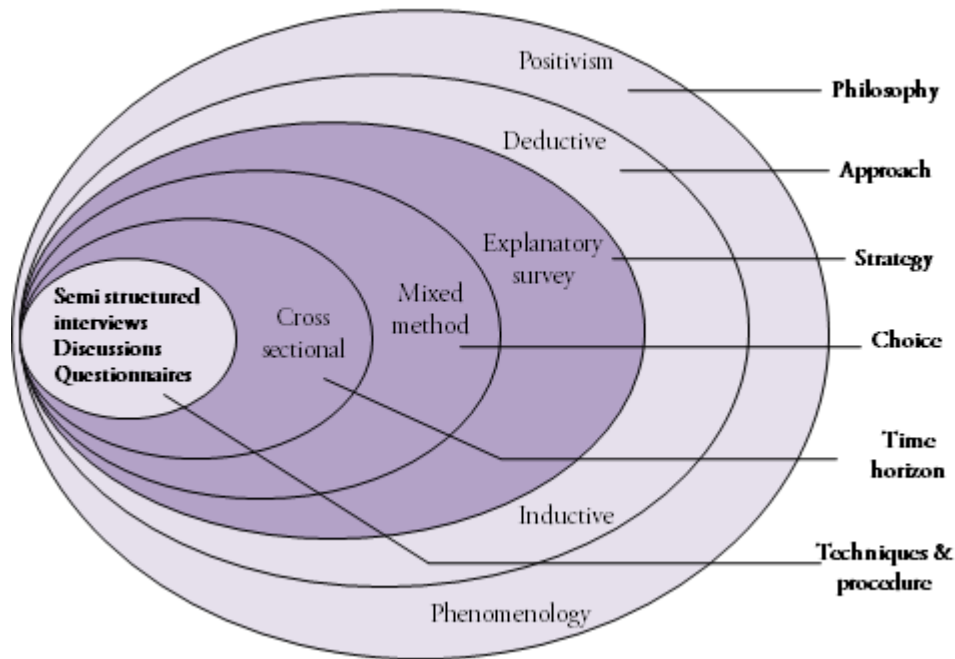 Positivism
Philosophy
Deductive
Approach
Explanatory
survey
Strategy
Mixed
method
Choice
Cross
sectional
Time
horizon
Semi structured
interviews
Discussions
Questionnaires
Inductive
Techniques &
procedure
Phenomenology